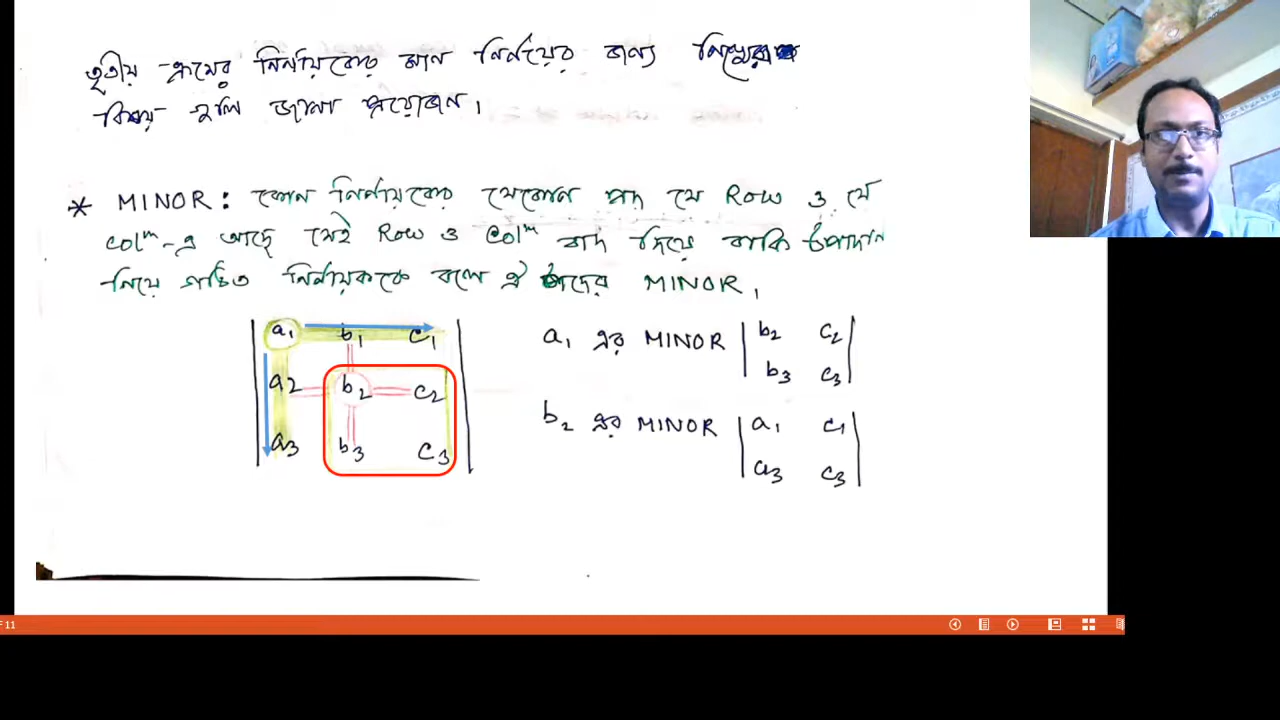 তৃতীয় ক্রমের নির্ণায়কের মান নির্ণয়ের জন্য
বিষয় গুলি জানা প্রয়োজন।
* MINOR: কোন নির্ণায়কের যেকোন পদ যে Row ও যে
Colᵐ-এ আছে সেই Row ও Colᵐ বাদ দিয়ে বাকি উপাদান
নিয়ে গঠিত নির্ণায়ককে বলে ঐ পদের MINOR,
a₁ b₁ c₁
a₂ b₂ c₂
a₃ b₃ c₃
a₁ এর MINOR b₂ c₂
b₃ c₃
b₂ এর MINOR a₁ c₁
a₃ c₃
F 11